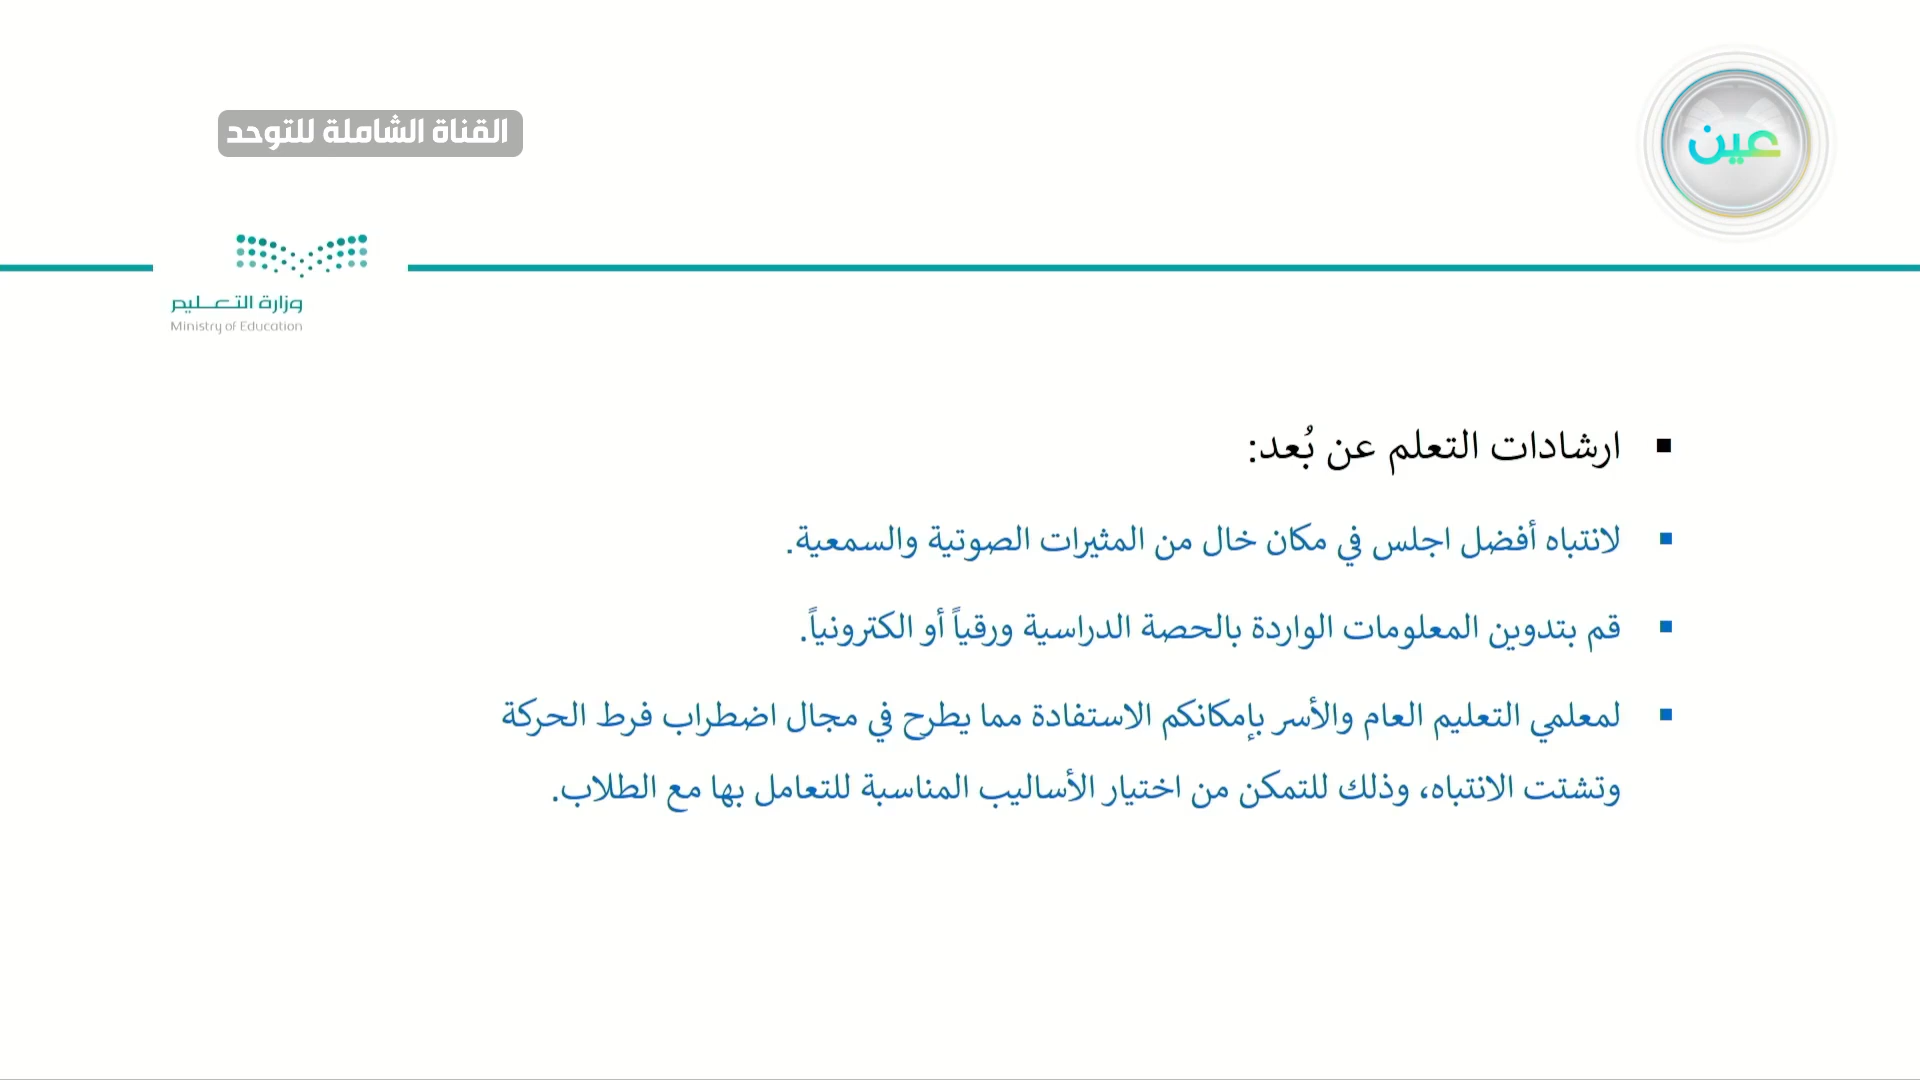 القناة الشاملة للتوحد
عين
وزارة التعليم
Ministry of Education
ارشادات التعلم عن بُعد:
لانتباه أفضل اجلس في مكان خال من المثيرات الصوتية والسمعية.
قم بتدوين المعلومات الواردة بالحصة الدراسية ورقياً أو الكترونياً.
لمعلمي التعليم العام والأسر بإمكانكم الاستفادة مما يطرح في مجال اضطراب فرط الحركة
وتشتت الانتباه، وذلك للتمكن من اختيار الأساليب المناسبة للتعامل بها مع الطلاب.